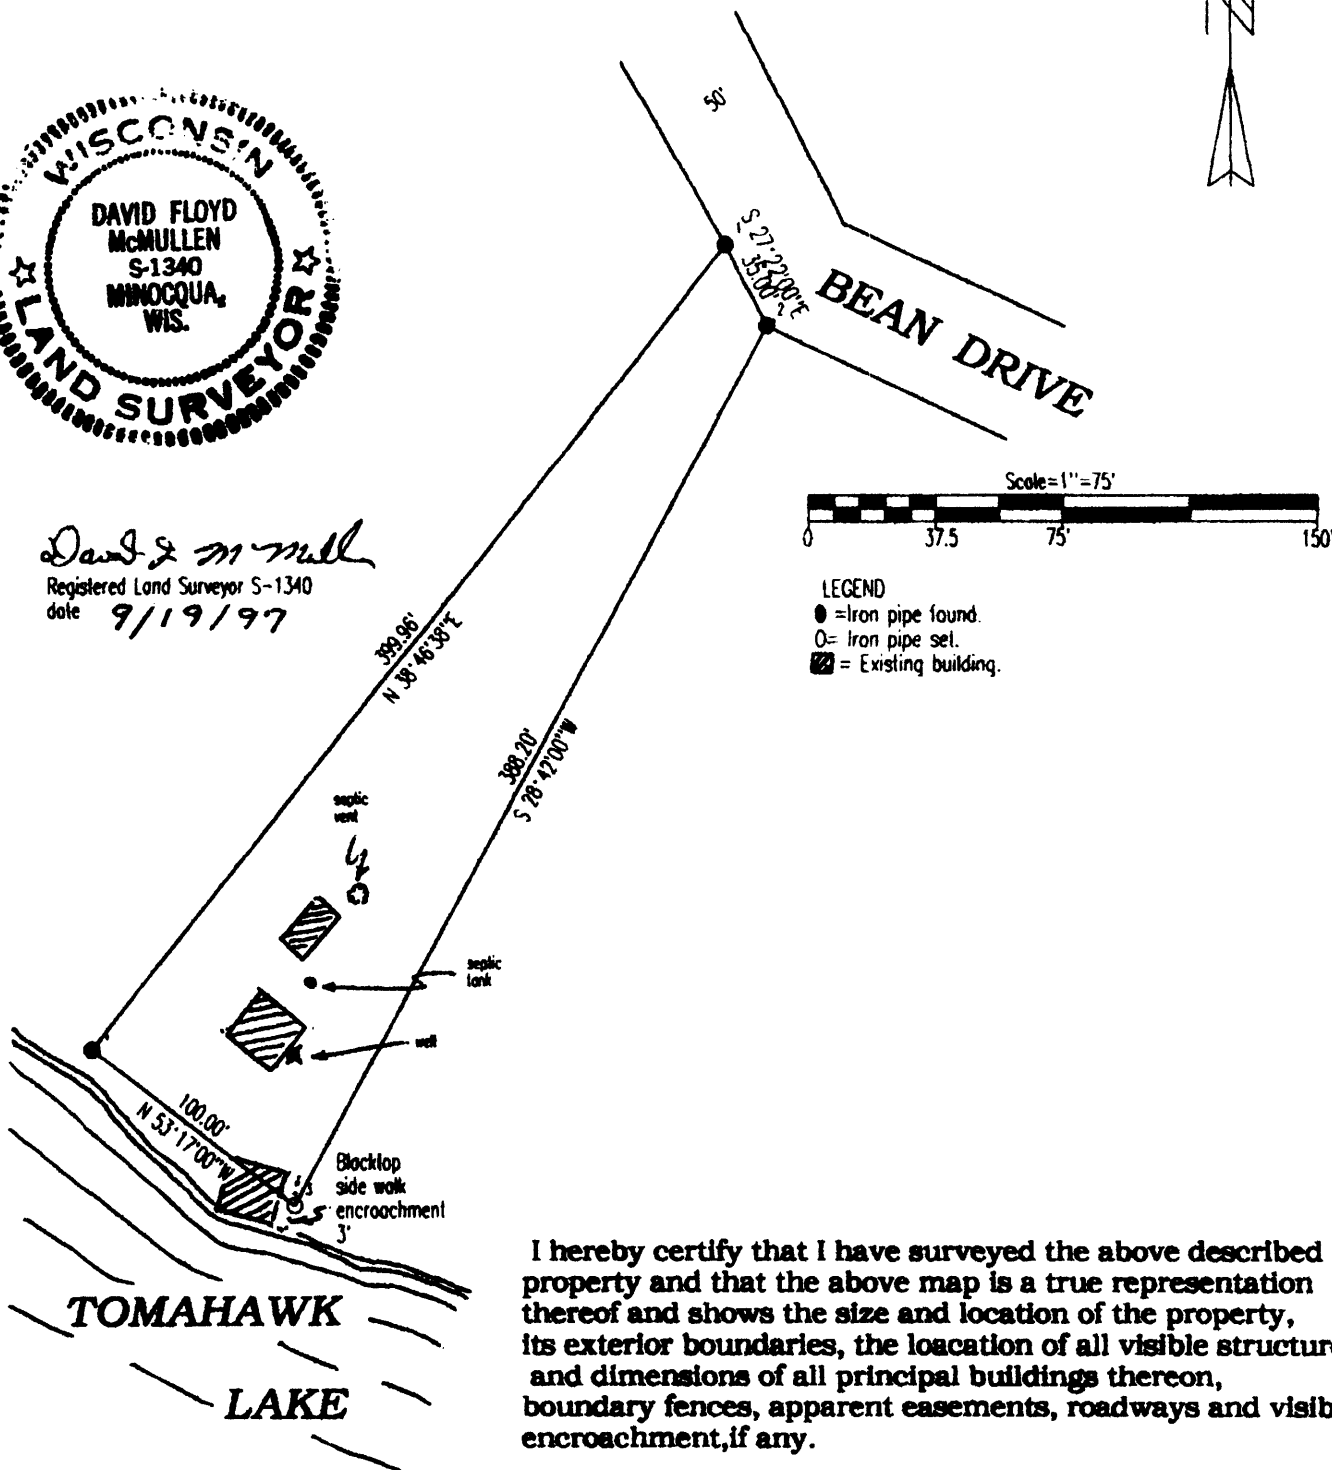 N
50'
WISCONSIN
DAVID FLOYD
McMULLEN
S-1340
MINOCQUA,
WIS.
LAND SURVEYOR
S 27°22'00"E
35.00'
BEAN DRIVE
Scale=1"=75'
0 37.5 75' 150'
David F McMullen
Registered Land Surveyor S-1340
date 9/19/97
LEGEND
=Iron pipe found.
O= Iron pipe set.
= Existing building.
399.96'
N 38°46'38"E
388.20'
S 28°42'00"W
septic
vent
septic
tank
well
100.00'
N 53°17'00"W
Blacktop
side walk
encroachment
3'
TOMAHAWK
LAKE
I hereby certify that I have surveyed the above described
property and that the above map is a true representation
thereof and shows the size and location of the property,
its exterior boundaries, the loacation of all visible structur
and dimensions of all principal buildings thereon,
boundary fences, apparent easements, roadways and visib
encroachment,if any.